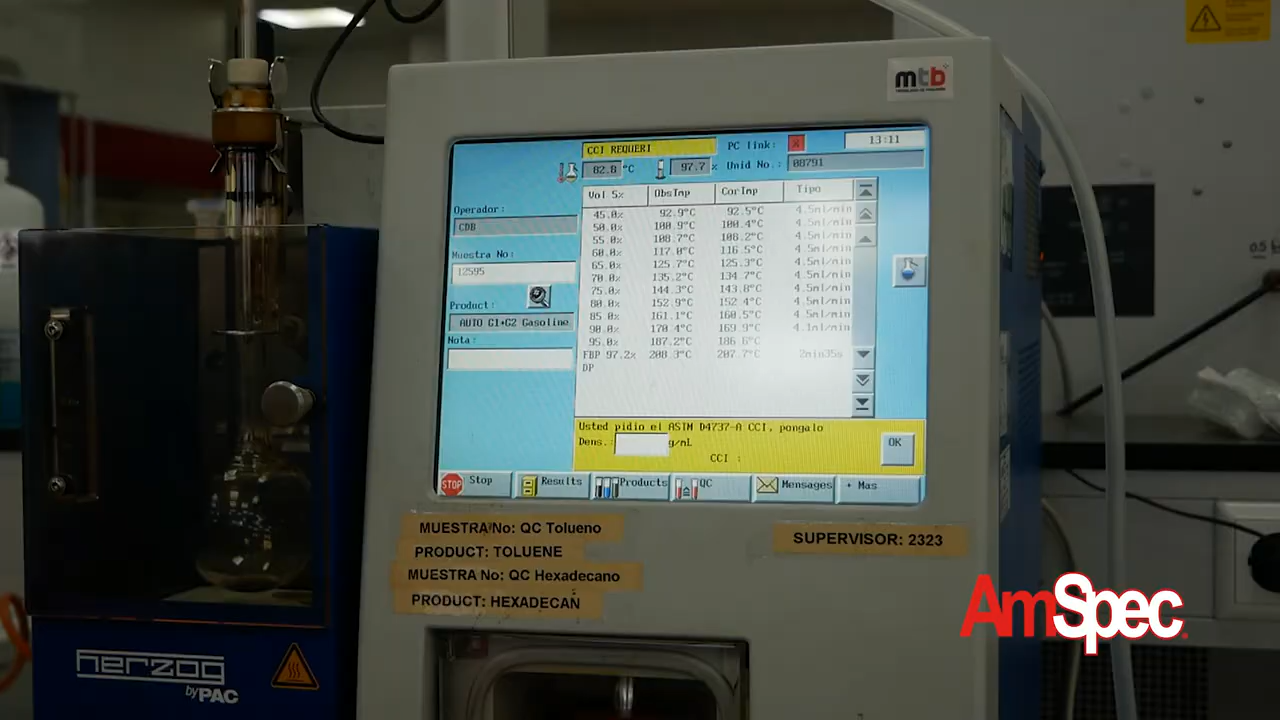 mtb
CCI REQUERI
PC link:
x
13:11
82.8 °C
97.7 %
Unid No.:
08791
Operador:
CDB
Muestra No:
12595
Product:
AUTO G1+G2 Gasoline
Nota:
Vol 5% ObsImp CorImp Tipo
45.0% 92.9°C 92.5°C 4.5ml/min
50.0% 100.9°C 100.4°C 4.5ml/min
55.0% 108.7°C 108.2°C 4.5ml/min
60.0% 117.0°C 116.5°C 4.5ml/min
65.0% 125.7°C 125.3°C 4.5ml/min
70.0% 135.2°C 134.7°C 4.5ml/min
75.0% 144.3°C 143.8°C 4.5ml/min
80.0% 152.9°C 152.4°C 4.5ml/min
85.0% 161.1°C 160.5°C 4.5ml/min
90.0% 170.4°C 169.9°C 4.1ml/min
95.0% 187.2°C 186.6°C
FBP 97.2% 208.3°C 207.7°C 2min35s
DP
Usted pidio el ASTM D4737-A CCI, pongalo
Dens.: g/mL
CCI :
OK
STOP Stop
Results
Products
QC
Mensages
+ Mas
MUESTRA No: QC Tolueno
PRODUCT: TOLUENE
MUESTRA No: QC Hexadecano
PRODUCT: HEXADECAN
SUPERVISOR: 2323
herzog
by PAC
AmSpec